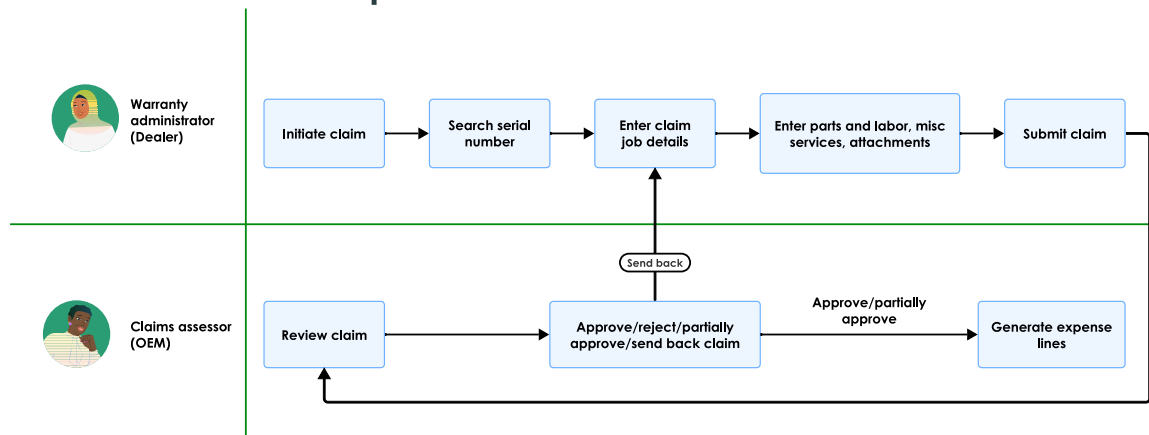 Warranty
administrator
(Dealer)
Initiate claim
Search serial
number
Enter claim
job details
Enter parts and labor, misc
services, attachments
Submit claim
Send back
Claims assessor
(OEM)
Review claim
Approve/reject/partially
approve/send back claim
Approve/partially
approve
Generate expense
lines